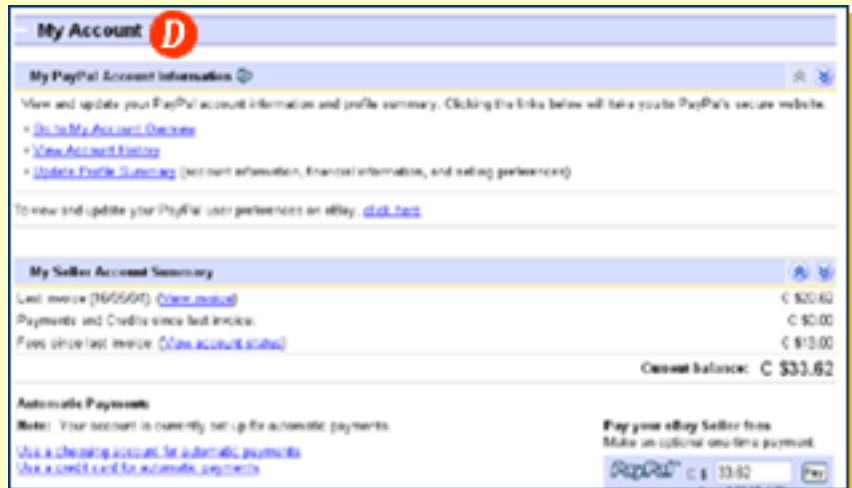 My Account D
My PayPal Account Information
View and update your PayPal account information and profile summary. Clicking the links below will take you to PayPal's secure website.
Go to My Account Overview
View Account History
Update Profile Summary (account information, financial information, and selling preferences)
To view and update your PayPal user preferences on eBay, click here
My Seller Account Summary
Last invoice (View invoice) C $20.62
Payments and Credits since last invoice: C $0.00
Fees since last invoice: (View account status) C $13.00
Current balance: C $33.62
Automatic Payments
Note: Your account is currently set up for automatic payments.
Use a chequing account for automatic payments
Use a credit card for automatic payments
Pay your eBay Seller fees
Make an optional one-time payment.
PayPal C $ 33.62 Pay